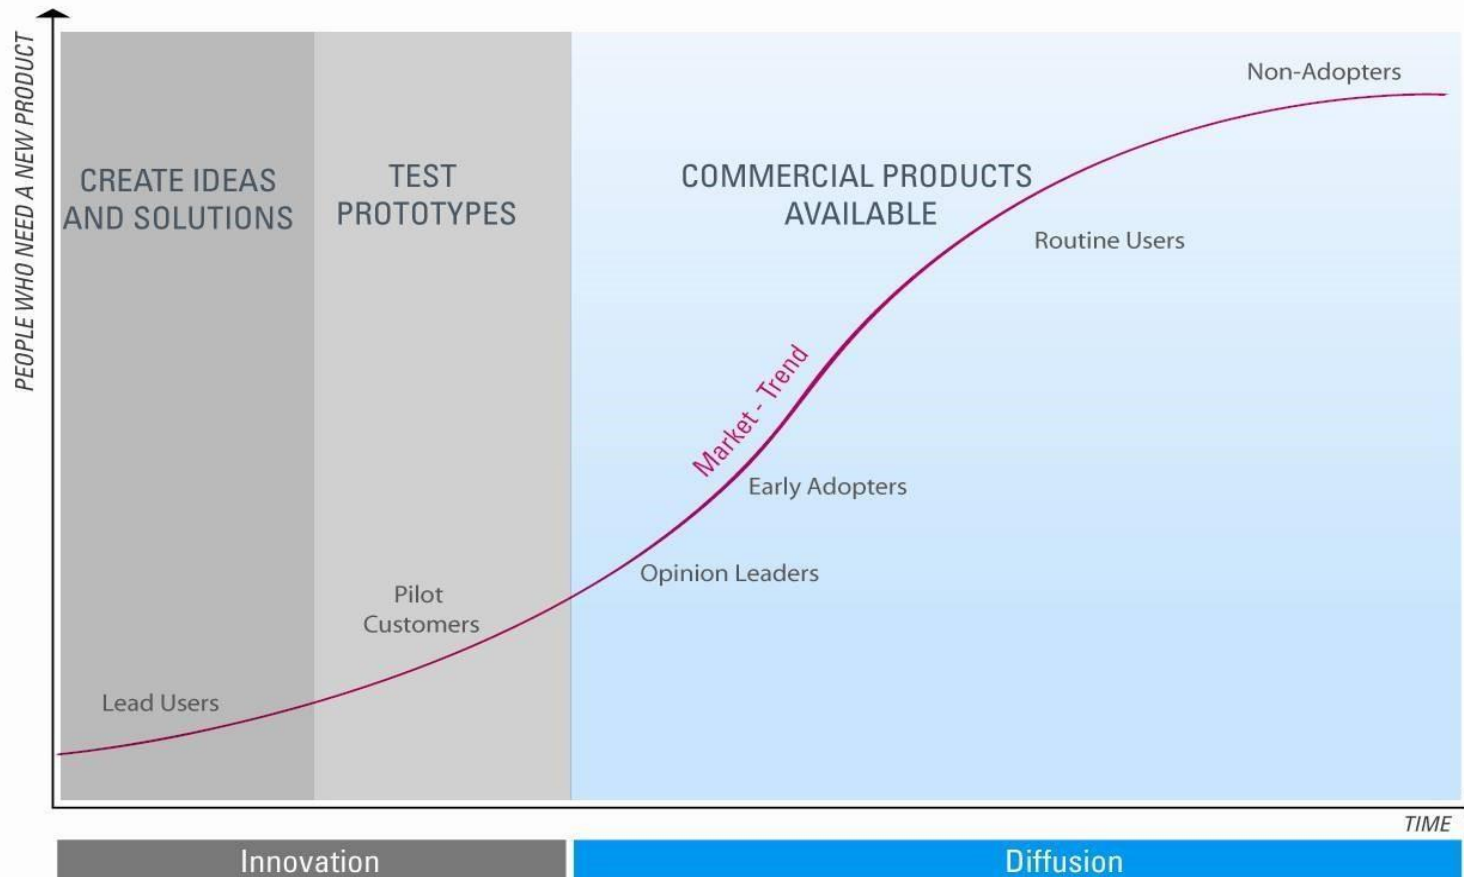 PEOPLE WHO NEED A NEW PRODUCT
CREATE IDEAS
AND SOLUTIONS
TEST
PROTOTYPES
COMMERCIAL PRODUCTS
AVAILABLE
Non-Adopters
Routine Users
Market - Trend
Early Adopters
Opinion Leaders
Pilot
Customers
Lead Users
TIME
Innovation
Diffusion